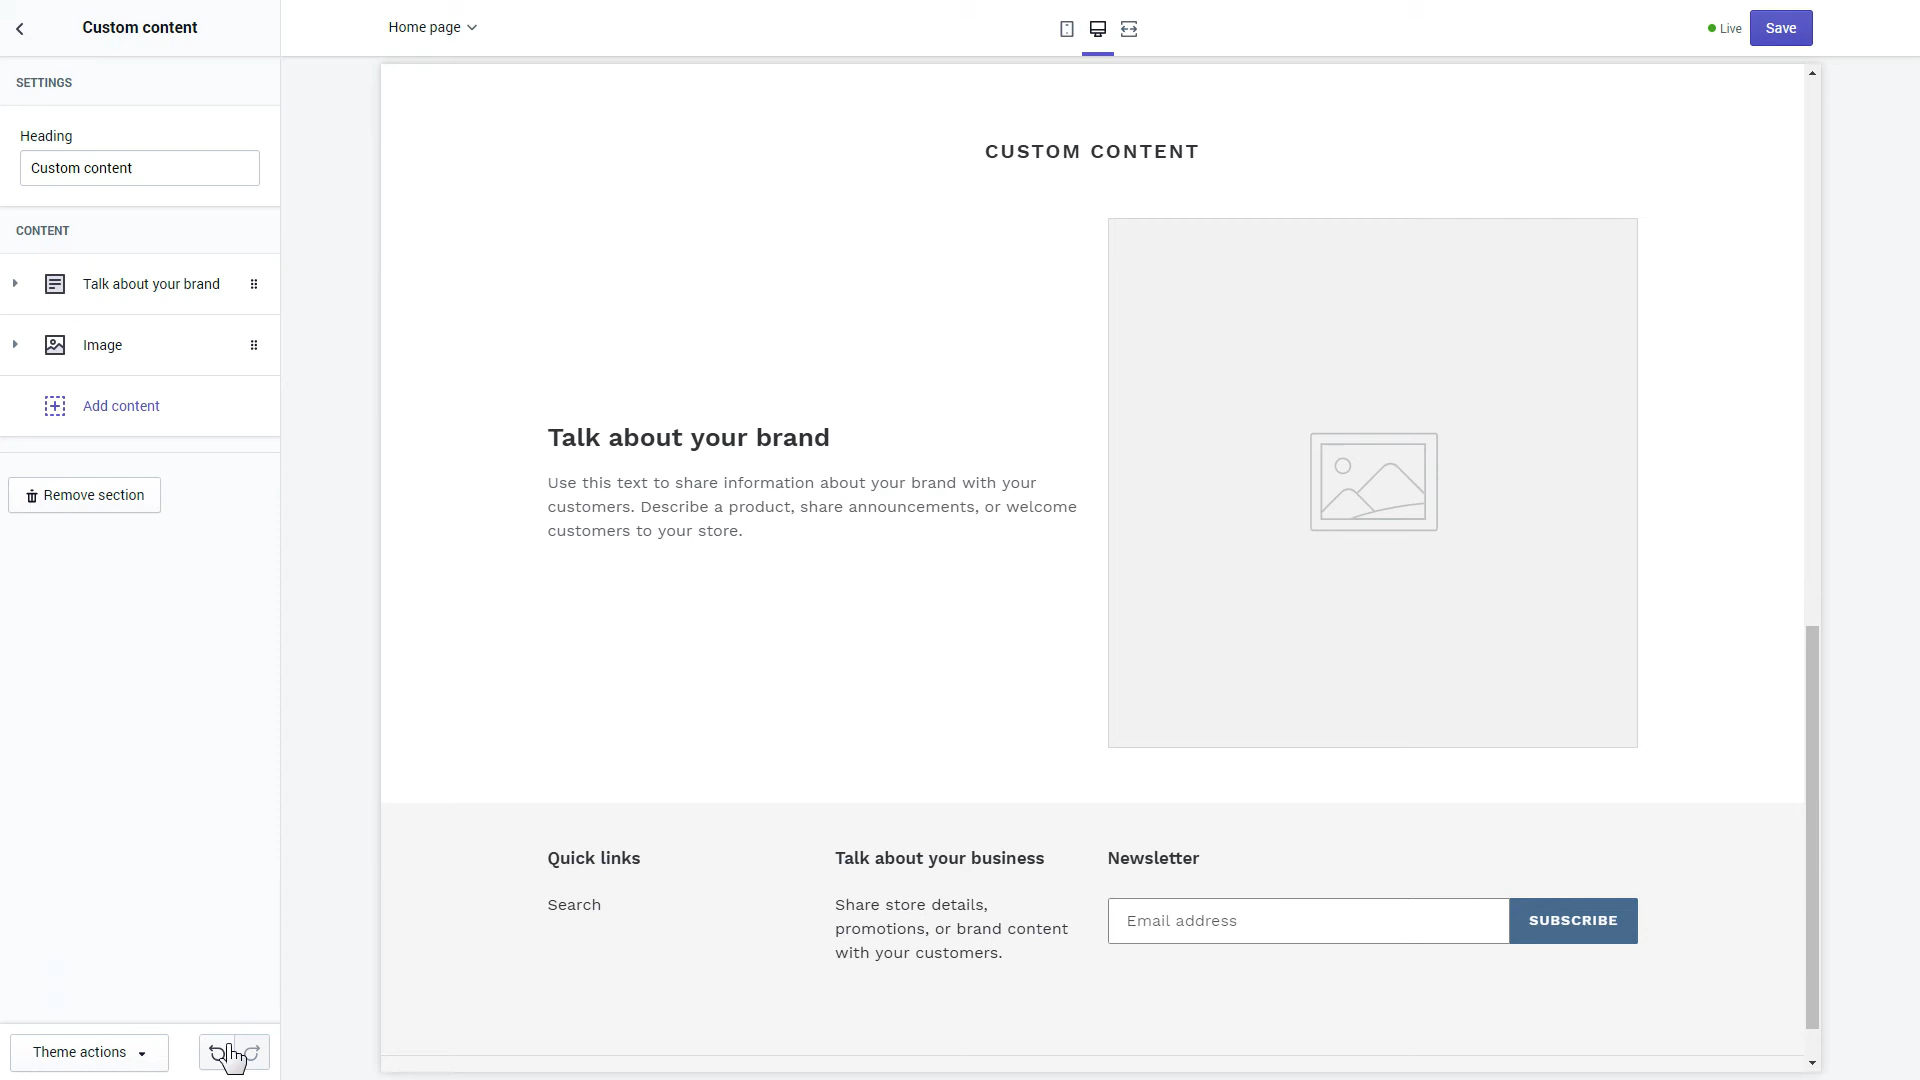 Custom content
Home page
Live
Save
SETTINGS
Heading
Custom content
CONTENT
Talk about your brand
Image
Add content
Remove section
Theme actions
CUSTOM CONTENT
Talk about your brand
Use this text to share information about your brand with your
customers. Describe a product, share announcements, or welcome
customers to your store.
Quick links
Search
Talk about your business
Share store details,
promotions, or brand content
with your customers.
Newsletter
Email address
SUBSCRIBE